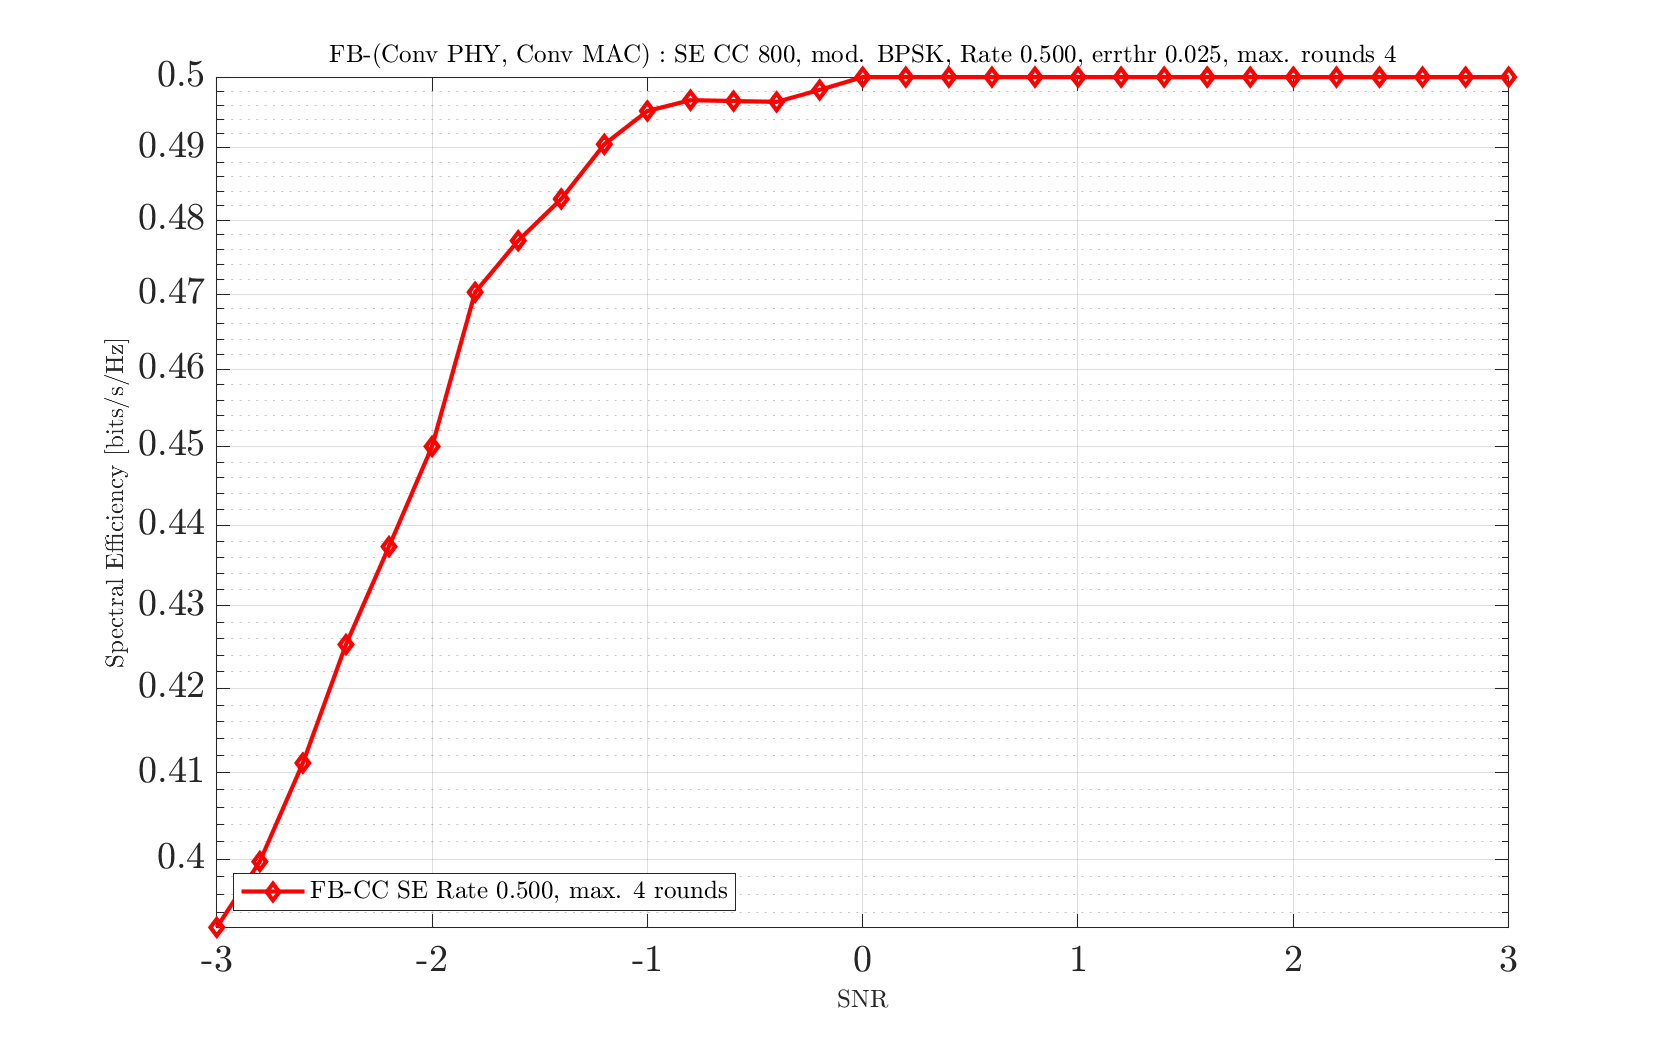 FB-(Conv PHY, Conv MAC) : SE CC 800, mod. BPSK, Rate 0.500, errthr 0.025, max. rounds 4
0.5
0.49
0.48
0.47
0.46
0.45
0.44
0.43
0.42
0.41
0.4
Spectral Efficiency [bits/s/Hz]
FB-CC SE Rate 0.500, max. 4 rounds
-3 -2 -1 0 1 2 3
SNR